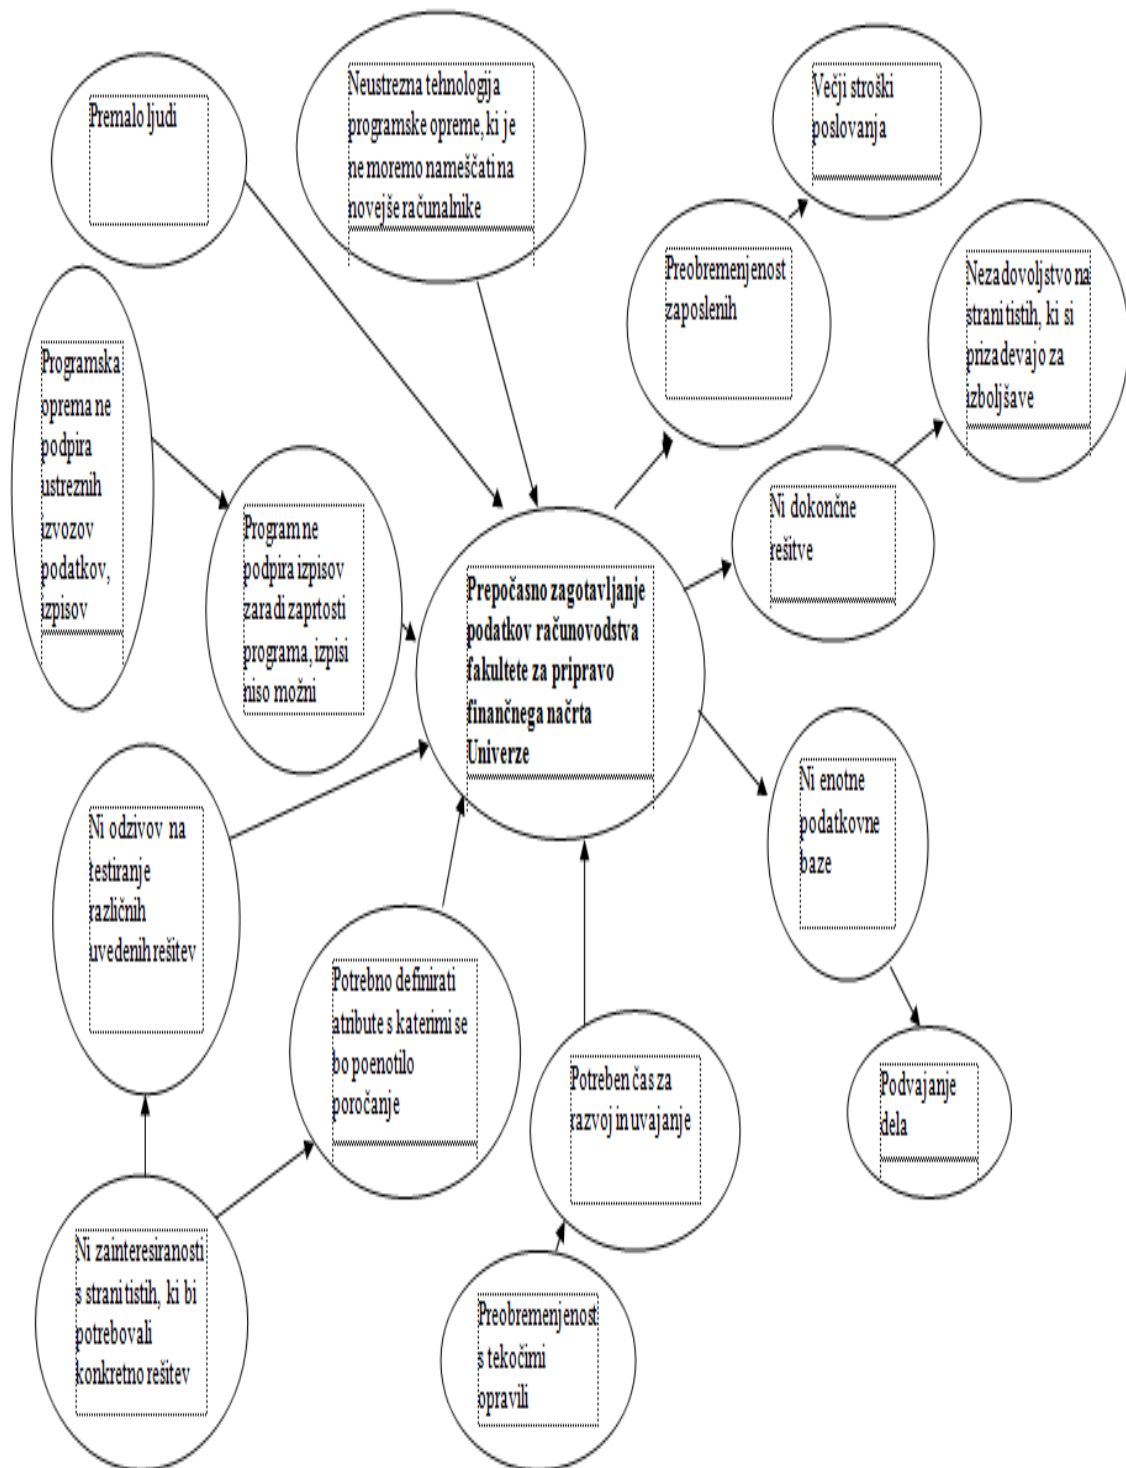 Premalo ljudi
Neustrezna tehnologija
programske opreme, ki je
ne moremo nameščati na
novejše računalnike
Večji stroški
poslovanja
Preobremenjenost
zaposlenih
Nezadovoljstvo na
strani tistih, ki si
prizadevajo za
izboljšave
Programska
oprema ne
podpira
ustreznih
izvozov
podatkov,
izpisov
Program ne
podpira izpisov
zaradi zaprtosti
programa, izpisi
niso možni
Ni dokončne
rešitve
Prepočasno zagotavljanje
podatkov računovodstva
fakultete za pripravo
finančnega načrta
Univerze
Ni enotne
podatkovne
baze
Ni odzivov na
testiranje
različnih
uvedenih rešitev
Potrebno definirati
atribute s katerimi se
bo poenotilo
poročanje
Potreben čas za
razvoj in uvajanje
Podvajanje
dela
Ni zainteresiranosti
s strani tistih, ki bi
potrebovali
konkretno rešitev
Preobremenjenost
s tekočimi
opravili